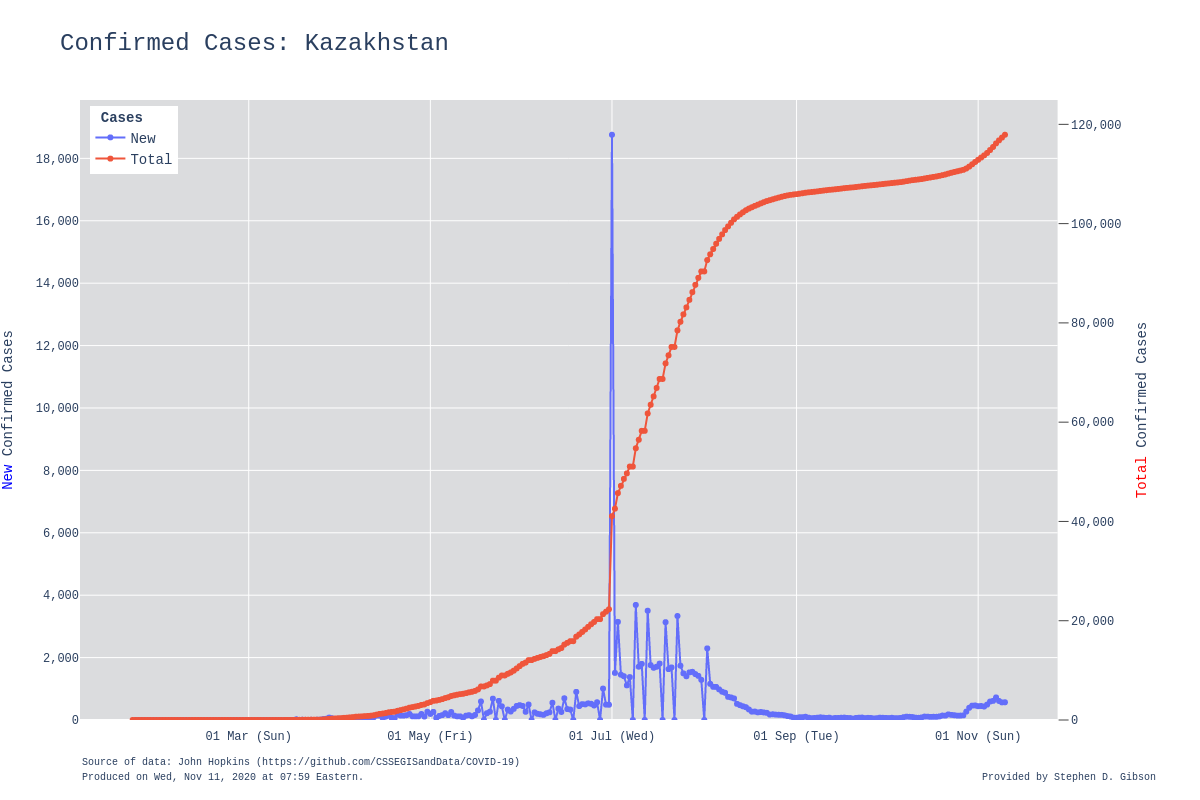 Confirmed Cases: Kazakhstan
Cases
New
Total
18,000
16,000
14,000
12,000
10,000
8,000
6,000
4,000
2,000
0
New Confirmed Cases
120,000
100,000
80,000
60,000
40,000
20,000
0
Total Confirmed Cases
01 Mar (Sun) 01 May (Fri) 01 Jul (Wed) 01 Sep (Tue) 01 Nov (Sun)
Source of data: John Hopkins (https://github.com/CSSEGISandData/COVID-19)
Produced on Wed, Nov 11, 2020 at 07:59 Eastern.
Provided by Stephen D. Gibson